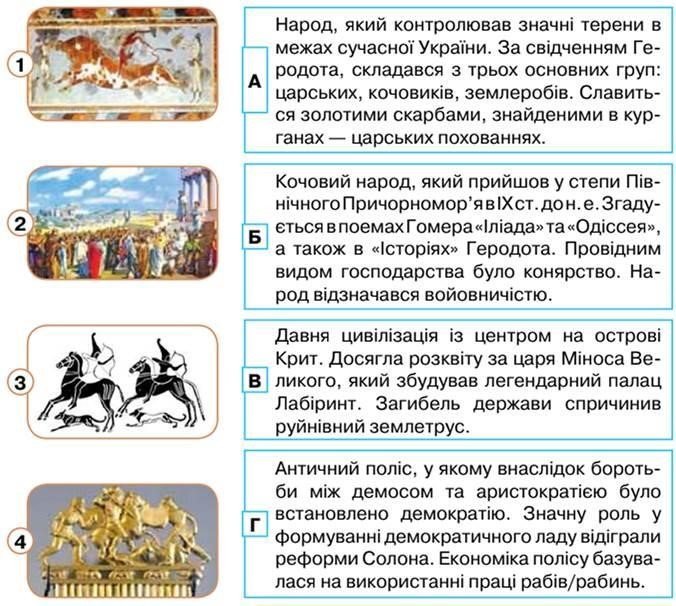 1
А
Народ, який контролював значні терени в
межах сучасної України. За свідченням Ге-
родота, складався з трьох основних груп:
царських, кочовиків, землеробів. Славить-
ся золотими скарбами, знайденими в кур-
ганах — царських похованнях.
2
Б
Кочовий народ, який прийшов у степи Пів-
нічного Причорномор’я в ІХ ст. до н. е. Згаду-
ється в поемах Гомера «Іліада» та «Одіссея»,
а також в «Історіях» Геродота. Провідним
видом господарства було конярство. На-
род відзначався войовничістю.
3
В
Давня цивілізація із центром на острові
Крит. Досягла розквіту за царя Міноса Ве-
ликого, який збудував легендарний палац
Лабіринт. Загибель держави спричинив
руйнівний землетрус.
4
Г
Античний поліс, у якому внаслідок бороть-
би між демосом та аристократією було
встановлено демократію. Значну роль у
формуванні демократичного ладу відіграли
реформи Солона. Економіка полісу базува-
лася на використанні праці рабів/рабинь.